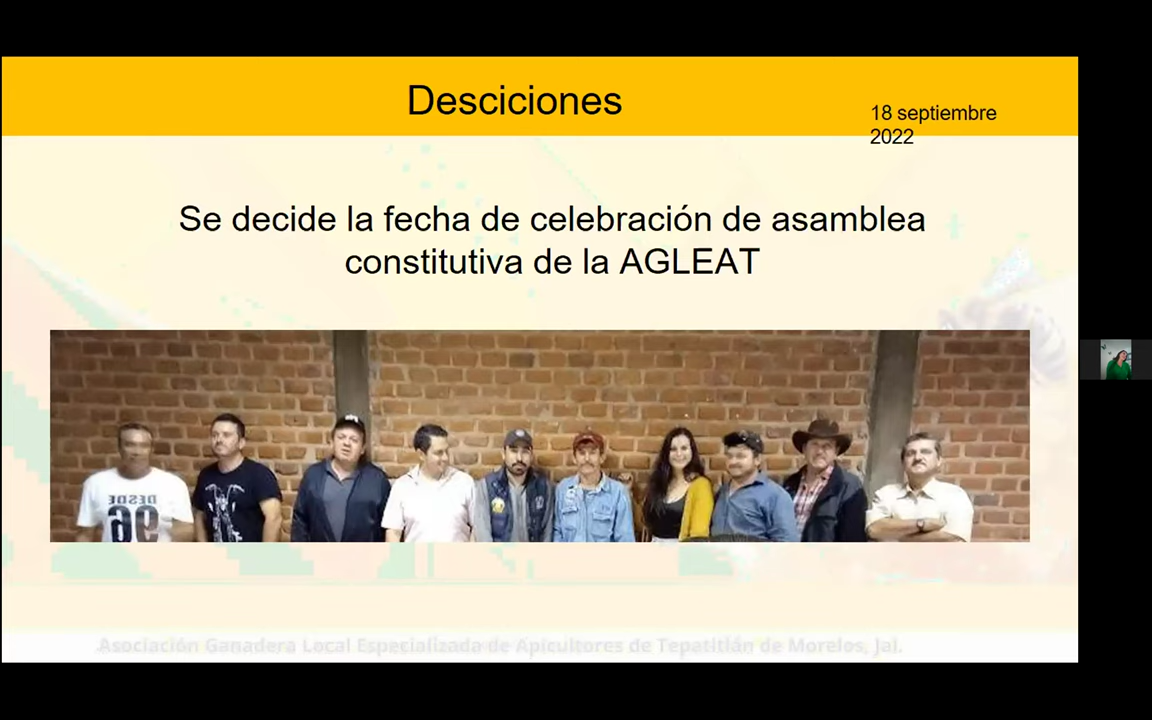 Desciciones
18 septiembre
2022
Se decide la fecha de celebración de asamblea
constitutiva de la AGLEAT
DESDE
96
Asociación Ganadera Local Especializada de Apicultores de Tepatitlán de Morelos, Jal.